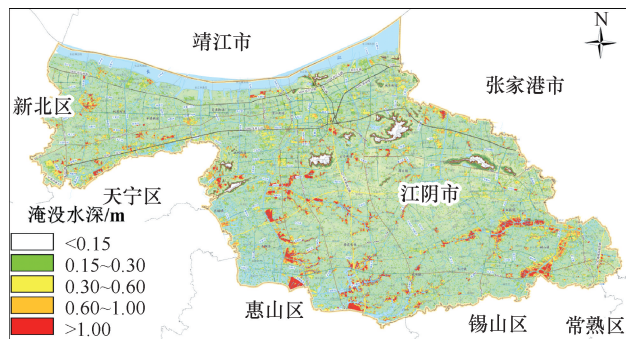 靖江市
N
张家港市
新北区
天宁区
江阴市
淹没水深/m
<0.15
0.15~0.30
0.30~0.60
0.60~1.00
>1.00
惠山区
锡山区
常熟区